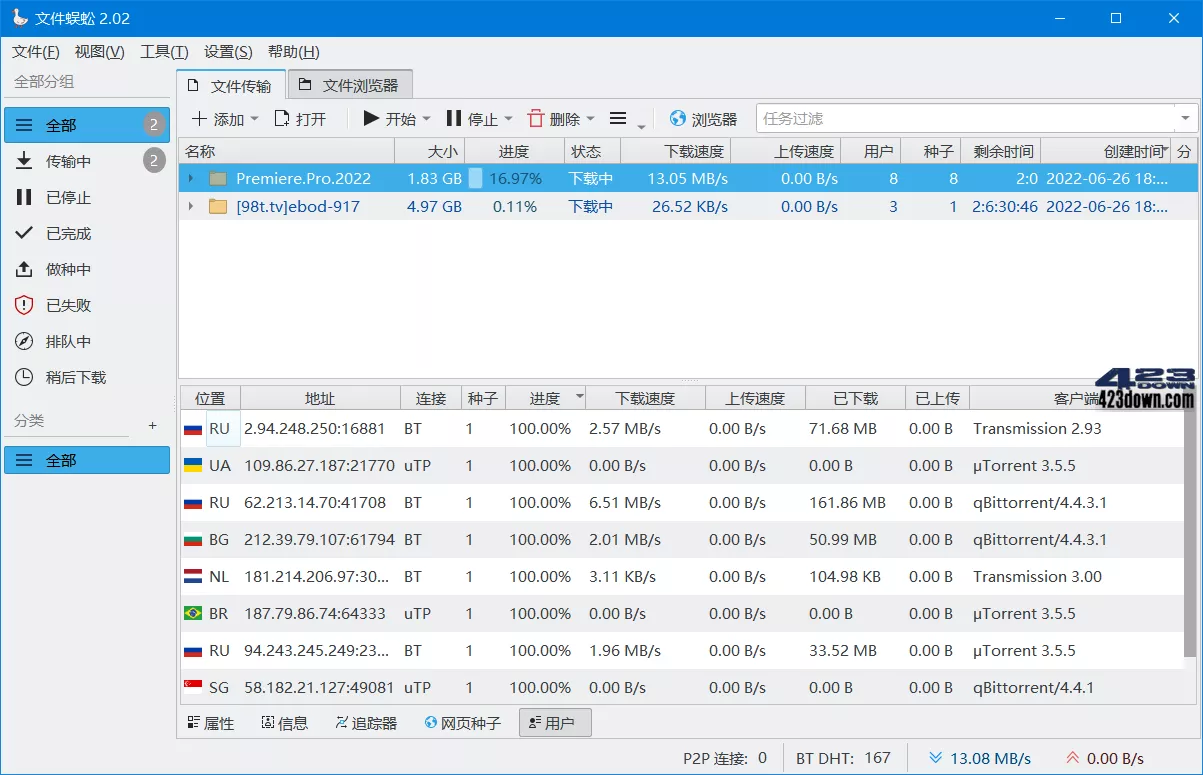 文件蜈蚣 2.02
文件(F) 视图(V) 工具(T) 设置(S) 帮助(H)
全部分组
全部 2
传输中 2
已停止
已完成
做种中
已失败
排队中
稍后下载
分类 +
全部
文件传输 文件浏览器
添加 打开 开始 停止 删除 浏览器 任务过滤
名称 大小 进度 状态 下载速度 上传速度 用户 种子 剩余时间 创建时间 分
Premiere.Pro.2022 1.83 GB 16.97% 下载中 13.05 MB/s 0.00 B/s 8 8 2:0 2022-06-26 18:...
[98t.tv]ebod-917 4.97 GB 0.11% 下载中 26.52 KB/s 0.00 B/s 3 1 2:6:30:46 2022-06-26 18:...
423 DOWN
423down.com
位置 地址 连接 种子 进度 下载速度 上传速度 已下载 已上传 客户端
RU 2.94.248.250:16881 BT 1 100.00% 2.57 MB/s 0.00 B/s 71.68 MB 0.00 B Transmission 2.93
UA 109.86.27.187:21770 uTP 1 100.00% 0.00 B/s 0.00 B/s 0.00 B 0.00 B µTorrent 3.5.5
RU 62.213.14.70:41708 BT 1 100.00% 6.51 MB/s 0.00 B/s 161.86 MB 0.00 B qBittorrent/4.4.3.1
BG 212.39.79.107:61794 BT 1 100.00% 2.01 MB/s 0.00 B/s 50.99 MB 0.00 B qBittorrent/4.4.3.1
NL 181.214.206.97:30... BT 1 100.00% 3.11 KB/s 0.00 B/s 104.98 KB 0.00 B Transmission 3.00
BR 187.79.86.74:64333 uTP 1 100.00% 0.00 B/s 0.00 B/s 0.00 B 0.00 B µTorrent 3.5.5
RU 94.243.245.249:23... BT 1 100.00% 1.96 MB/s 0.00 B/s 33.52 MB 0.00 B µTorrent 3.5.5
SG 58.182.21.127:49081 uTP 1 100.00% 0.00 B/s 0.00 B/s 0.00 B 0.00 B qBittorrent/4.4.1
属性 信息 追踪器 网页种子 用户
P2P 连接: 0 BT DHT: 167 13.08 MB/s 0.00 B/s